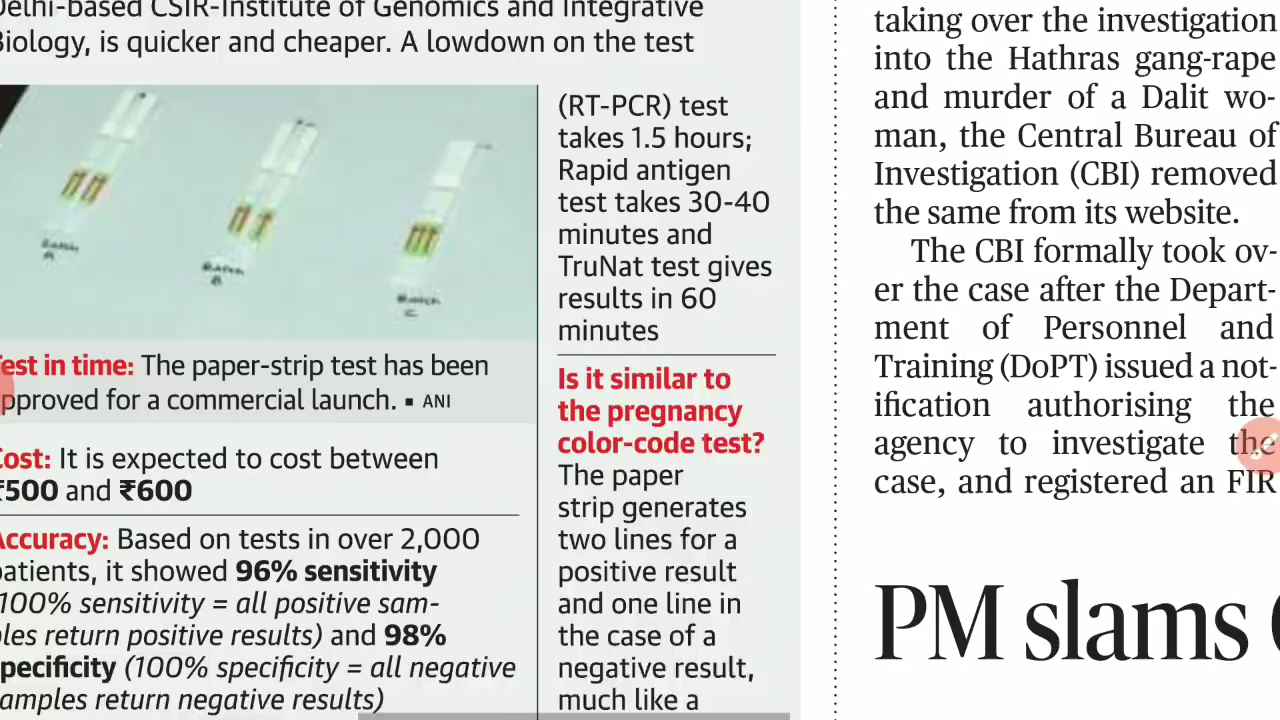 Delhi-based CSIR-Institute of Genomics and Integrative
Biology, is quicker and cheaper. A lowdown on the test
Batch
A
Batch
B
Batch
C
Test in time: The paper-strip test has been
approved for a commercial launch. ▪ ANI
Cost: It is expected to cost between
₹500 and ₹600
Accuracy: Based on tests in over 2,000
patients, it showed 96% sensitivity
(100% sensitivity = all positive sam-
ples return positive results) and 98%
specificity (100% specificity = all negative
samples return negative results)
(RT-PCR) test
takes 1.5 hours;
Rapid antigen
test takes 30-40
minutes and
TruNat test gives
results in 60
minutes
Is it similar to
the pregnancy
color-code test?
The paper
strip generates
two lines for a
positive result
and one line in
the case of a
negative result,
much like a
taking over the investigation
into the Hathras gang-rape
and murder of a Dalit wo-
man, the Central Bureau of
Investigation (CBI) removed
the same from its website.
The CBI formally took ov-
er the case after the Depart-
ment of Personnel and
Training (DoPT) issued a not-
ification authorising the
agency to investigate the
case, and registered an FIR
PM slams